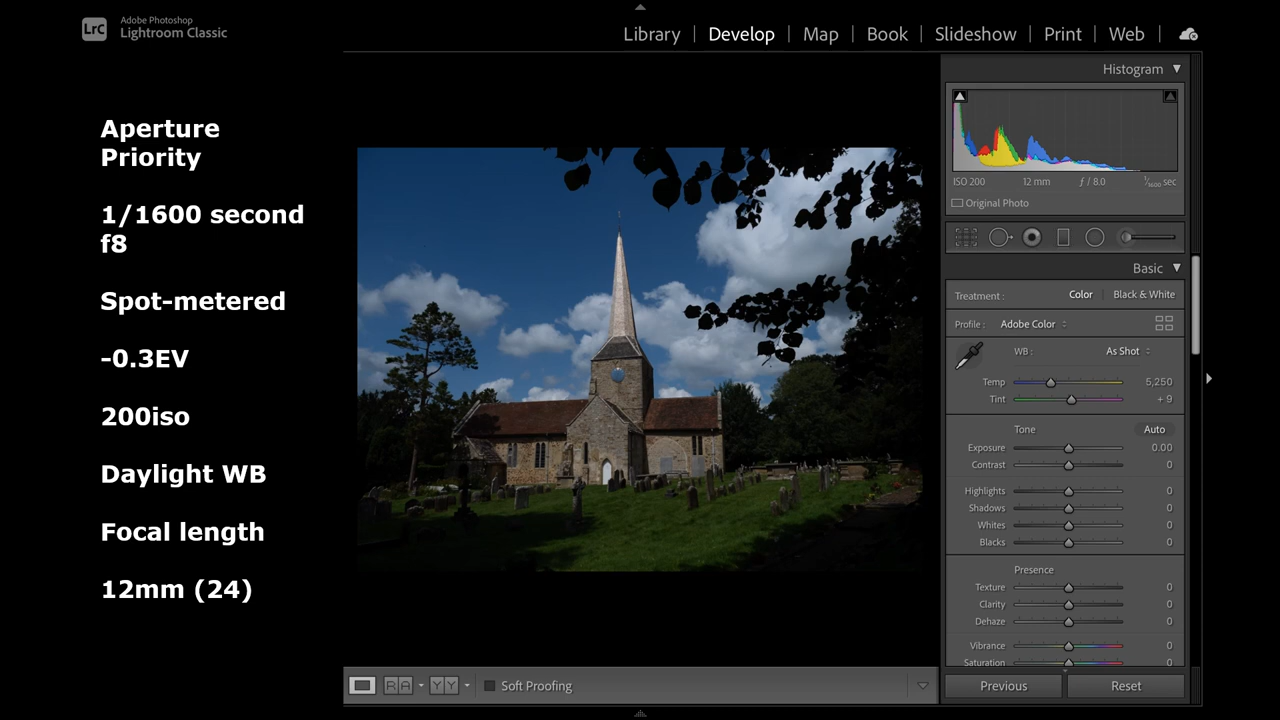 LrC
Adobe Photoshop
Lightroom Classic
Library | Develop | Map | Book | Slideshow | Print | Web |
Aperture
Priority
1/1600 second
f8
Spot-metered
-0.3EV
200iso
Daylight WB
Focal length
12mm (24)
Histogram
ISO 200 12 mm ƒ / 8.0 1/1600 sec
Original Photo
Basic
Treatment : Color | Black & White
Profile : Adobe Color
WB : As Shot
Temp 5,250
Tint + 9
Tone Auto
Exposure 0.00
Contrast 0
Highlights 0
Shadows 0
Whites 0
Blacks 0
Presence
Texture 0
Clarity 0
Dehaze 0
Vibrance 0
Saturation 0
R A Y Y Soft Proofing
Previous Reset